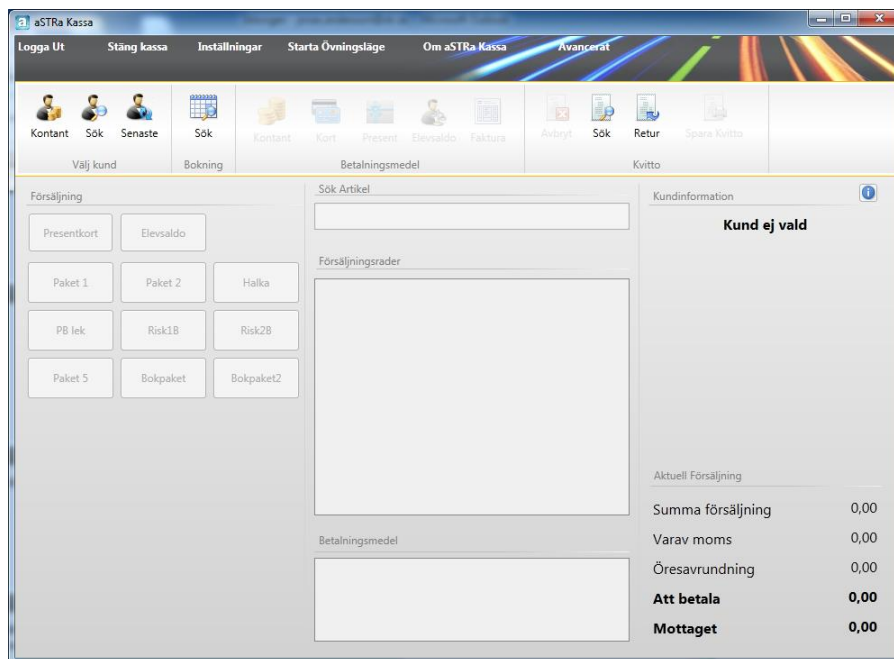 aSTRa Kassa
Logga Ut Stäng kassa Inställningar Starta Övningsläge Om aSTRa Kassa Avancerat
Kontant Sök Senaste Sök Kontant Kort Present Elevsaldo Faktura Avbryt Sök Retur Spara Kvitto
Välj kund Bokning Betalningsmedel Kvitto
Försäljning
Presentkort Elevsaldo
Paket 1 Paket 2 Halka
PB lek Risk1B Risk2B
Paket 5 Bokpaket Bokpaket2
Sök Artikel
Försäljningsrader
Betalningsmedel
Kundinformation
Kund ej vald
Aktuell Försäljning
Summa försäljning 0,00
Varav moms 0,00
Öresavrundning 0,00
Att betala 0,00
Mottaget 0,00